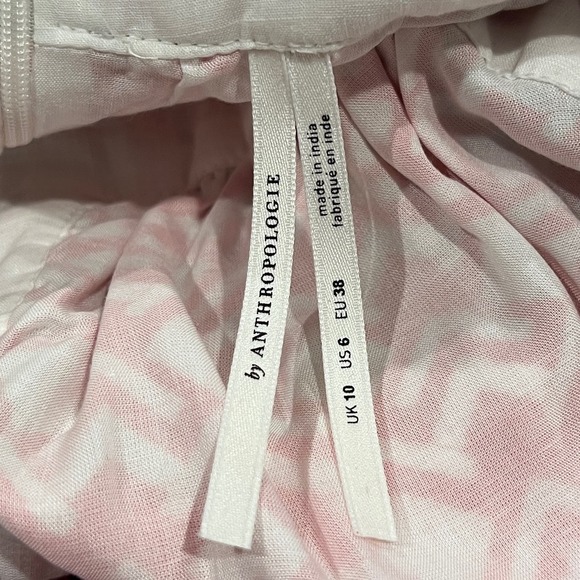 by ANTHROPOLOGIE
made in india
fabriqué en inde
UK 10 US 6 EU 38